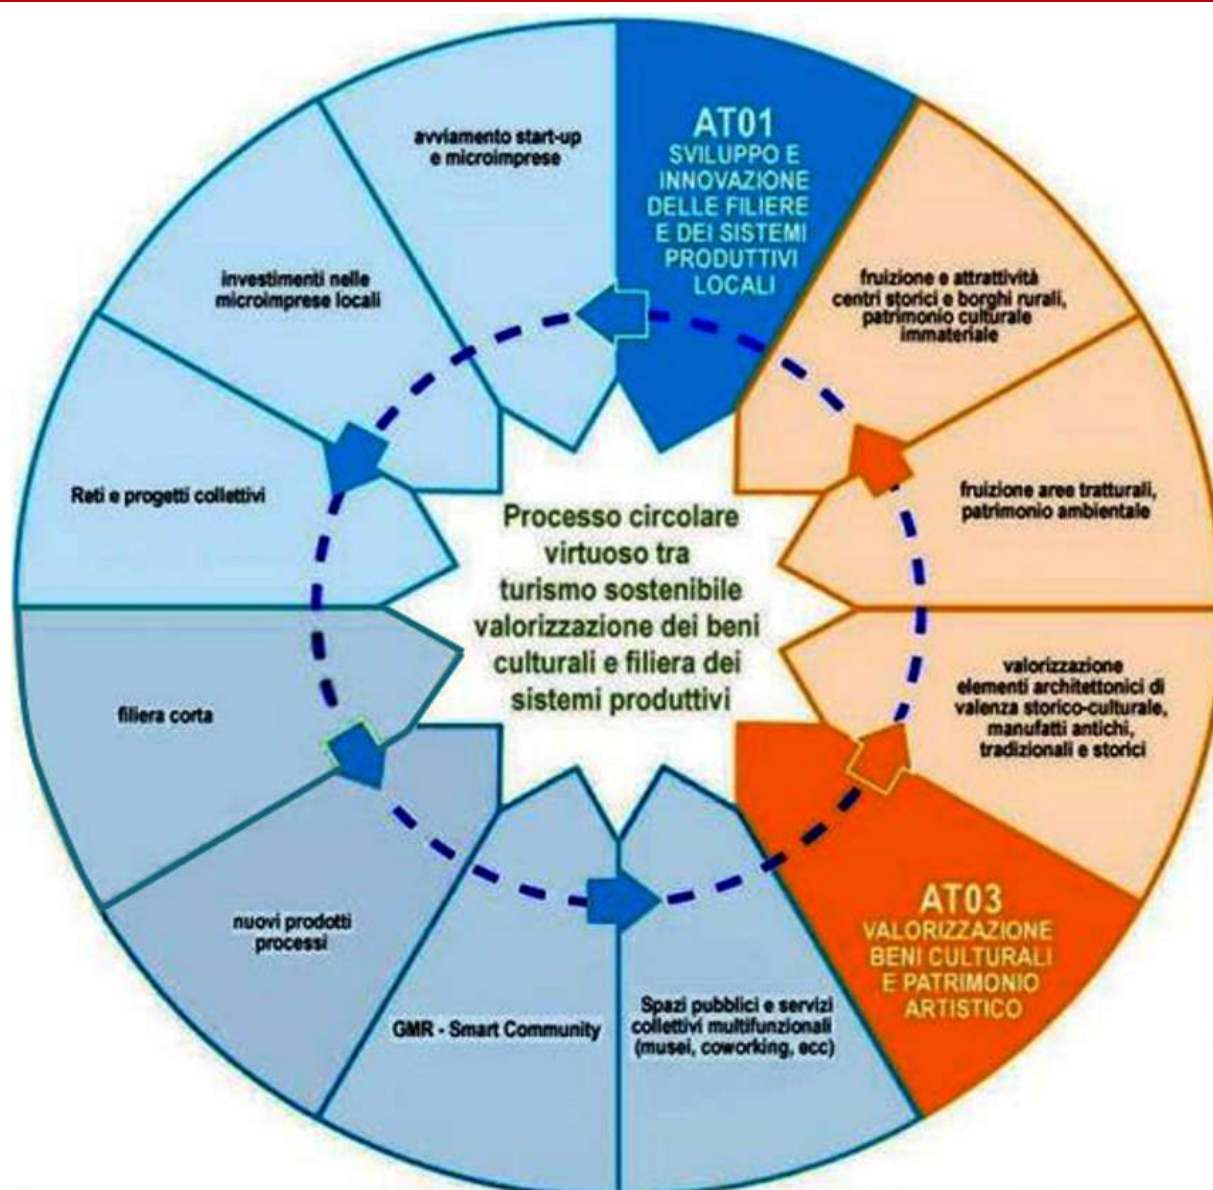 AT01
SVILUPPO E
INNOVAZIONE
DELLE FILIERE
E DEI SISTEMI
PRODUTTIVI
LOCALI
fruizione e attrattività
centri storici e borghi rurali,
patrimonio culturale
immateriale
fruizione aree tratturali,
patrimonio ambientale
valorizzazione
elementi architettonici di
valenza storico-culturale,
manufatti antichi,
tradizionali e storici
AT03
VALORIZZAZIONE
BENI CULTURALI
E PATRIMONIO
ARTISTICO
Spazi pubblici e servizi
collettivi multifunzionali
(musei, coworking, ecc)
GMR - Smart Community
nuovi prodotti
processi
filiera corta
Reti e progetti collettivi
investimenti nelle
microimprese locali
avviamento start-up
e microimprese
Processo circolare
virtuoso tra
turismo sostenibile
valorizzazione dei beni
culturali e filiera dei
sistemi produttivi